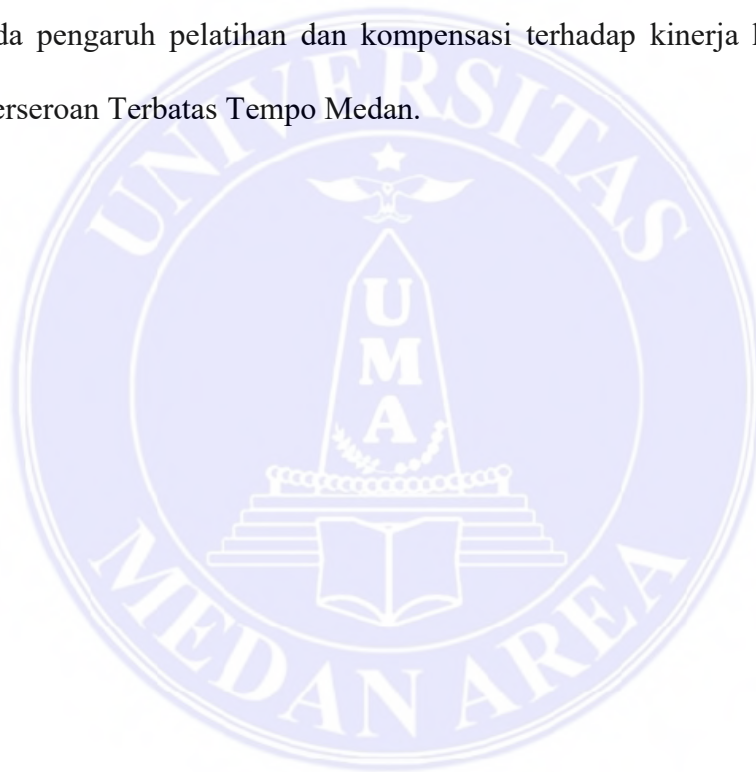 da pengaruh pelatihan dan kompensasi terhadap kinerja
erseroan Terbatas Tempo Medan.
UNIVERSITAS
UMA
MEDAN AREA